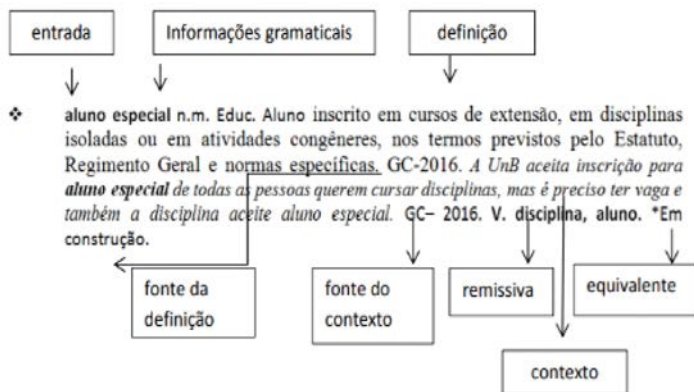 entrada
Informações gramaticais
definição
❖ aluno especial n.m. Educ. Aluno inscrito em cursos de extensão, em disciplinas
isoladas ou em atividades congêneres, nos termos previstos pelo Estatuto,
Regimento Geral e normas específicas. GC-2016. A UnB aceita inscrição para
aluno especial de todas as pessoas querem cursar disciplinas, mas é preciso ter vaga e
também a disciplina aceite aluno especial. GC– 2016. V. disciplina, aluno. *Em
construção.
fonte da
definição
fonte do
contexto
remissiva
equivalente
contexto